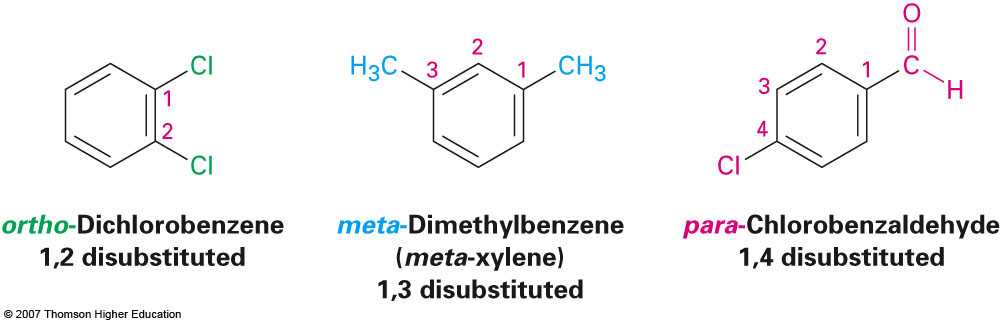 Cl
1
2
Cl
H3C
3
2
1
CH3
O
2
1
C
H
3
4
Cl
ortho-Dichlorobenzene
1,2 disubstituted
meta-Dimethylbenzene
(meta-xylene)
1,3 disubstituted
para-Chlorobenzaldehyde
1,4 disubstituted
© 2007 Thomson Higher Education